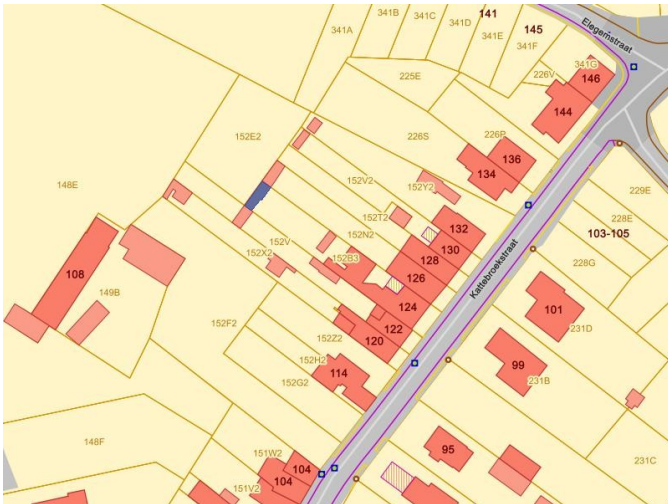 341B
341C
141
341D
341A
341E
145
341F
Elegemstraat
341G
146
225E
226V
144
152E2
226S
226P
136
134
148E
152V2
152Y2
229E
228E
103-105
152T2
132
130
152N2
128
152V
152X2
152B3
126
228G
108
149B
124
Kattebroekstraat
101
231D
122
152F2
152Z2
120
99
152H2
114
152G2
231B
148F
95
151W2
104
104
151V2
231C